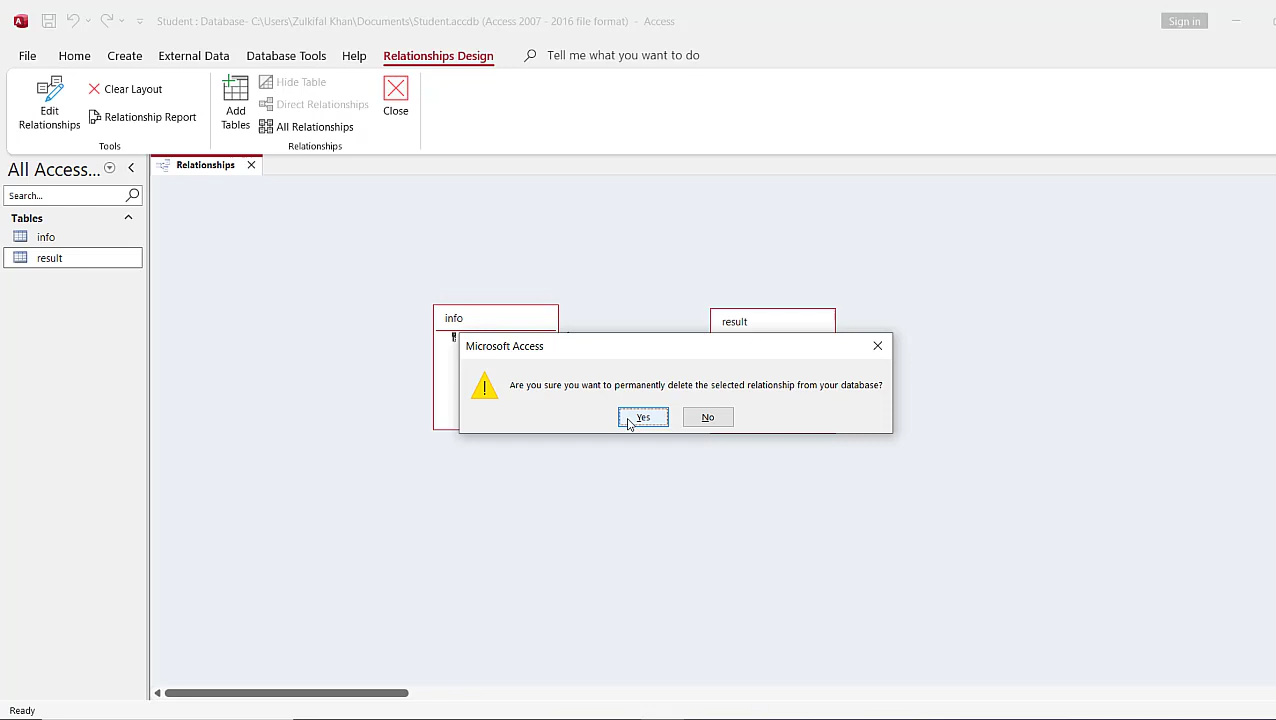 Student : Database- C:\Users\Zulkifal Khan\Documents\Student.accdb (Access 2007 - 2016 file format) - Access
Sign in
File Home Create External Data Database Tools Help Relationships Design Tell me what you want to do
Edit Relationships
Clear Layout
Relationship Report
Tools
Add Tables
Hide Table
Direct Relationships
All Relationships
Close
Relationships
All Access...
Search...
Tables
info
result
Relationships
info
result
Microsoft Access
Are you sure you want to permanently delete the selected relationship from your database?
Yes No
Ready